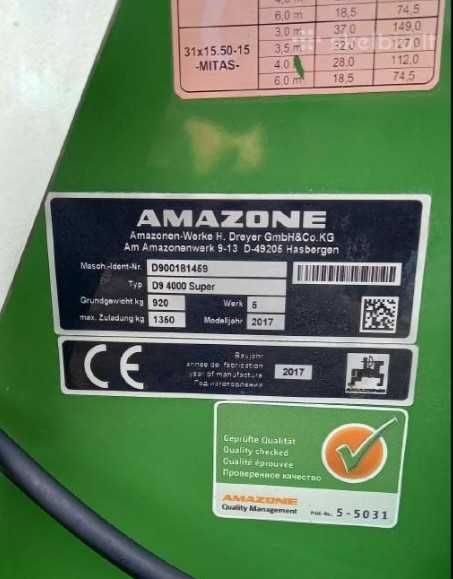 6,0 m 18,5 74,5
31x15.50-15
-MITAS-
3,0 m 37,0 149,0
3,5 m 32,0 127,0
4,0 28,0 112,0
6,0 m 18,5 74,5
AMAZONE
Amazonen-Werke H. Dreyer GmbH&Co.KG
Am Amazonenwerk 9-13 D-49205 Hasbergen
Masch.-Ident-Nr. D900181459
Typ D9 4000 Super
Grundgewicht kg 920 Werk 5
max. Zuladung kg 1350 Modelljahr 2017
CE
Baujahr
année de fabrication
year of manufacture
Год изготовления
2017
Geprüfte Qualität
Quality checked
Qualité éprouvée
Проверенное качество
AMAZONE
Quality Management
5-5031